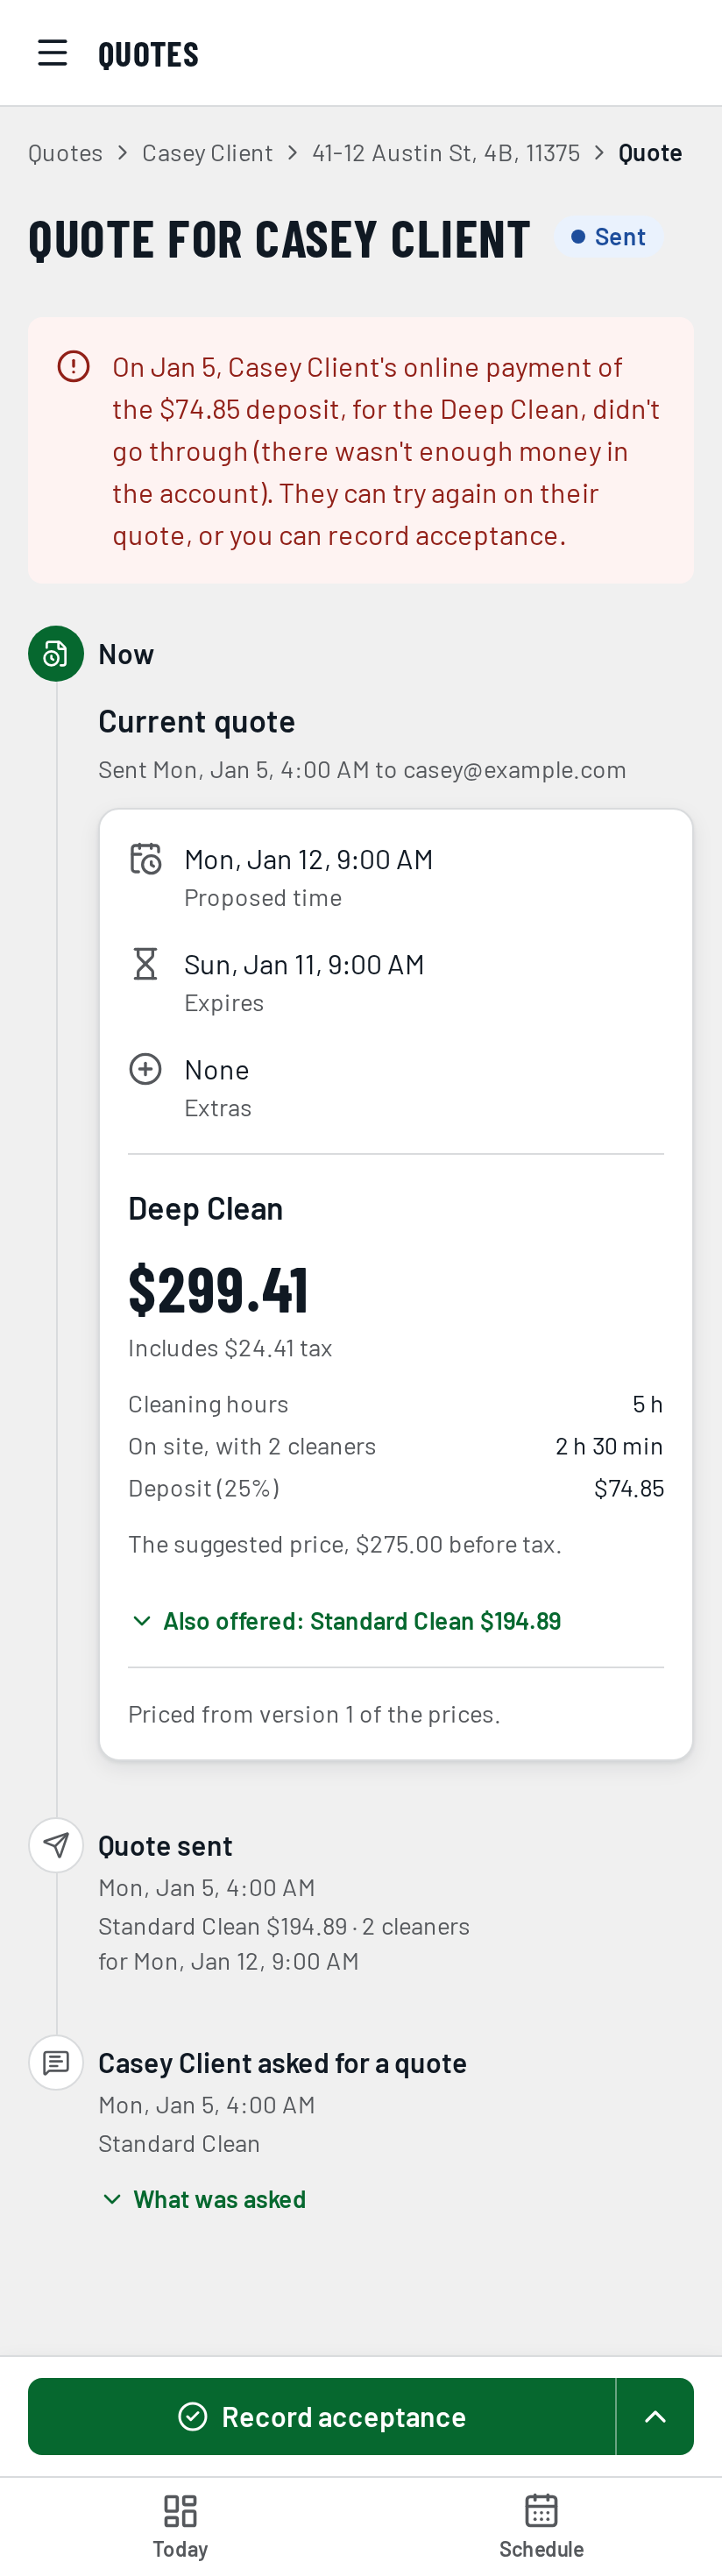 QUOTES
Quotes > Casey Client > 41-12 Austin St, 4B, 11375 > Quote
QUOTE FOR CASEY CLIENT
Sent
On Jan 5, Casey Client's online payment of
the $74.85 deposit, for the Deep Clean, didn't
go through (there wasn't enough money in
the account). They can try again on their
quote, or you can record acceptance.
Now
Current quote
Sent Mon, Jan 5, 4:00 AM to casey@example.com
Mon, Jan 12, 9:00 AM
Proposed time
Sun, Jan 11, 9:00 AM
Expires
None
Extras
Deep Clean
$299.41
Includes $24.41 tax
Cleaning hours 5 h
On site, with 2 cleaners 2 h 30 min
Deposit (25%) $74.85
The suggested price, $275.00 before tax.
Also offered: Standard Clean $194.89
Priced from version 1 of the prices.
Quote sent
Mon, Jan 5, 4:00 AM
Standard Clean $194.89 · 2 cleaners
for Mon, Jan 12, 9:00 AM
Casey Client asked for a quote
Mon, Jan 5, 4:00 AM
Standard Clean
What was asked
Record acceptance
Today Schedule